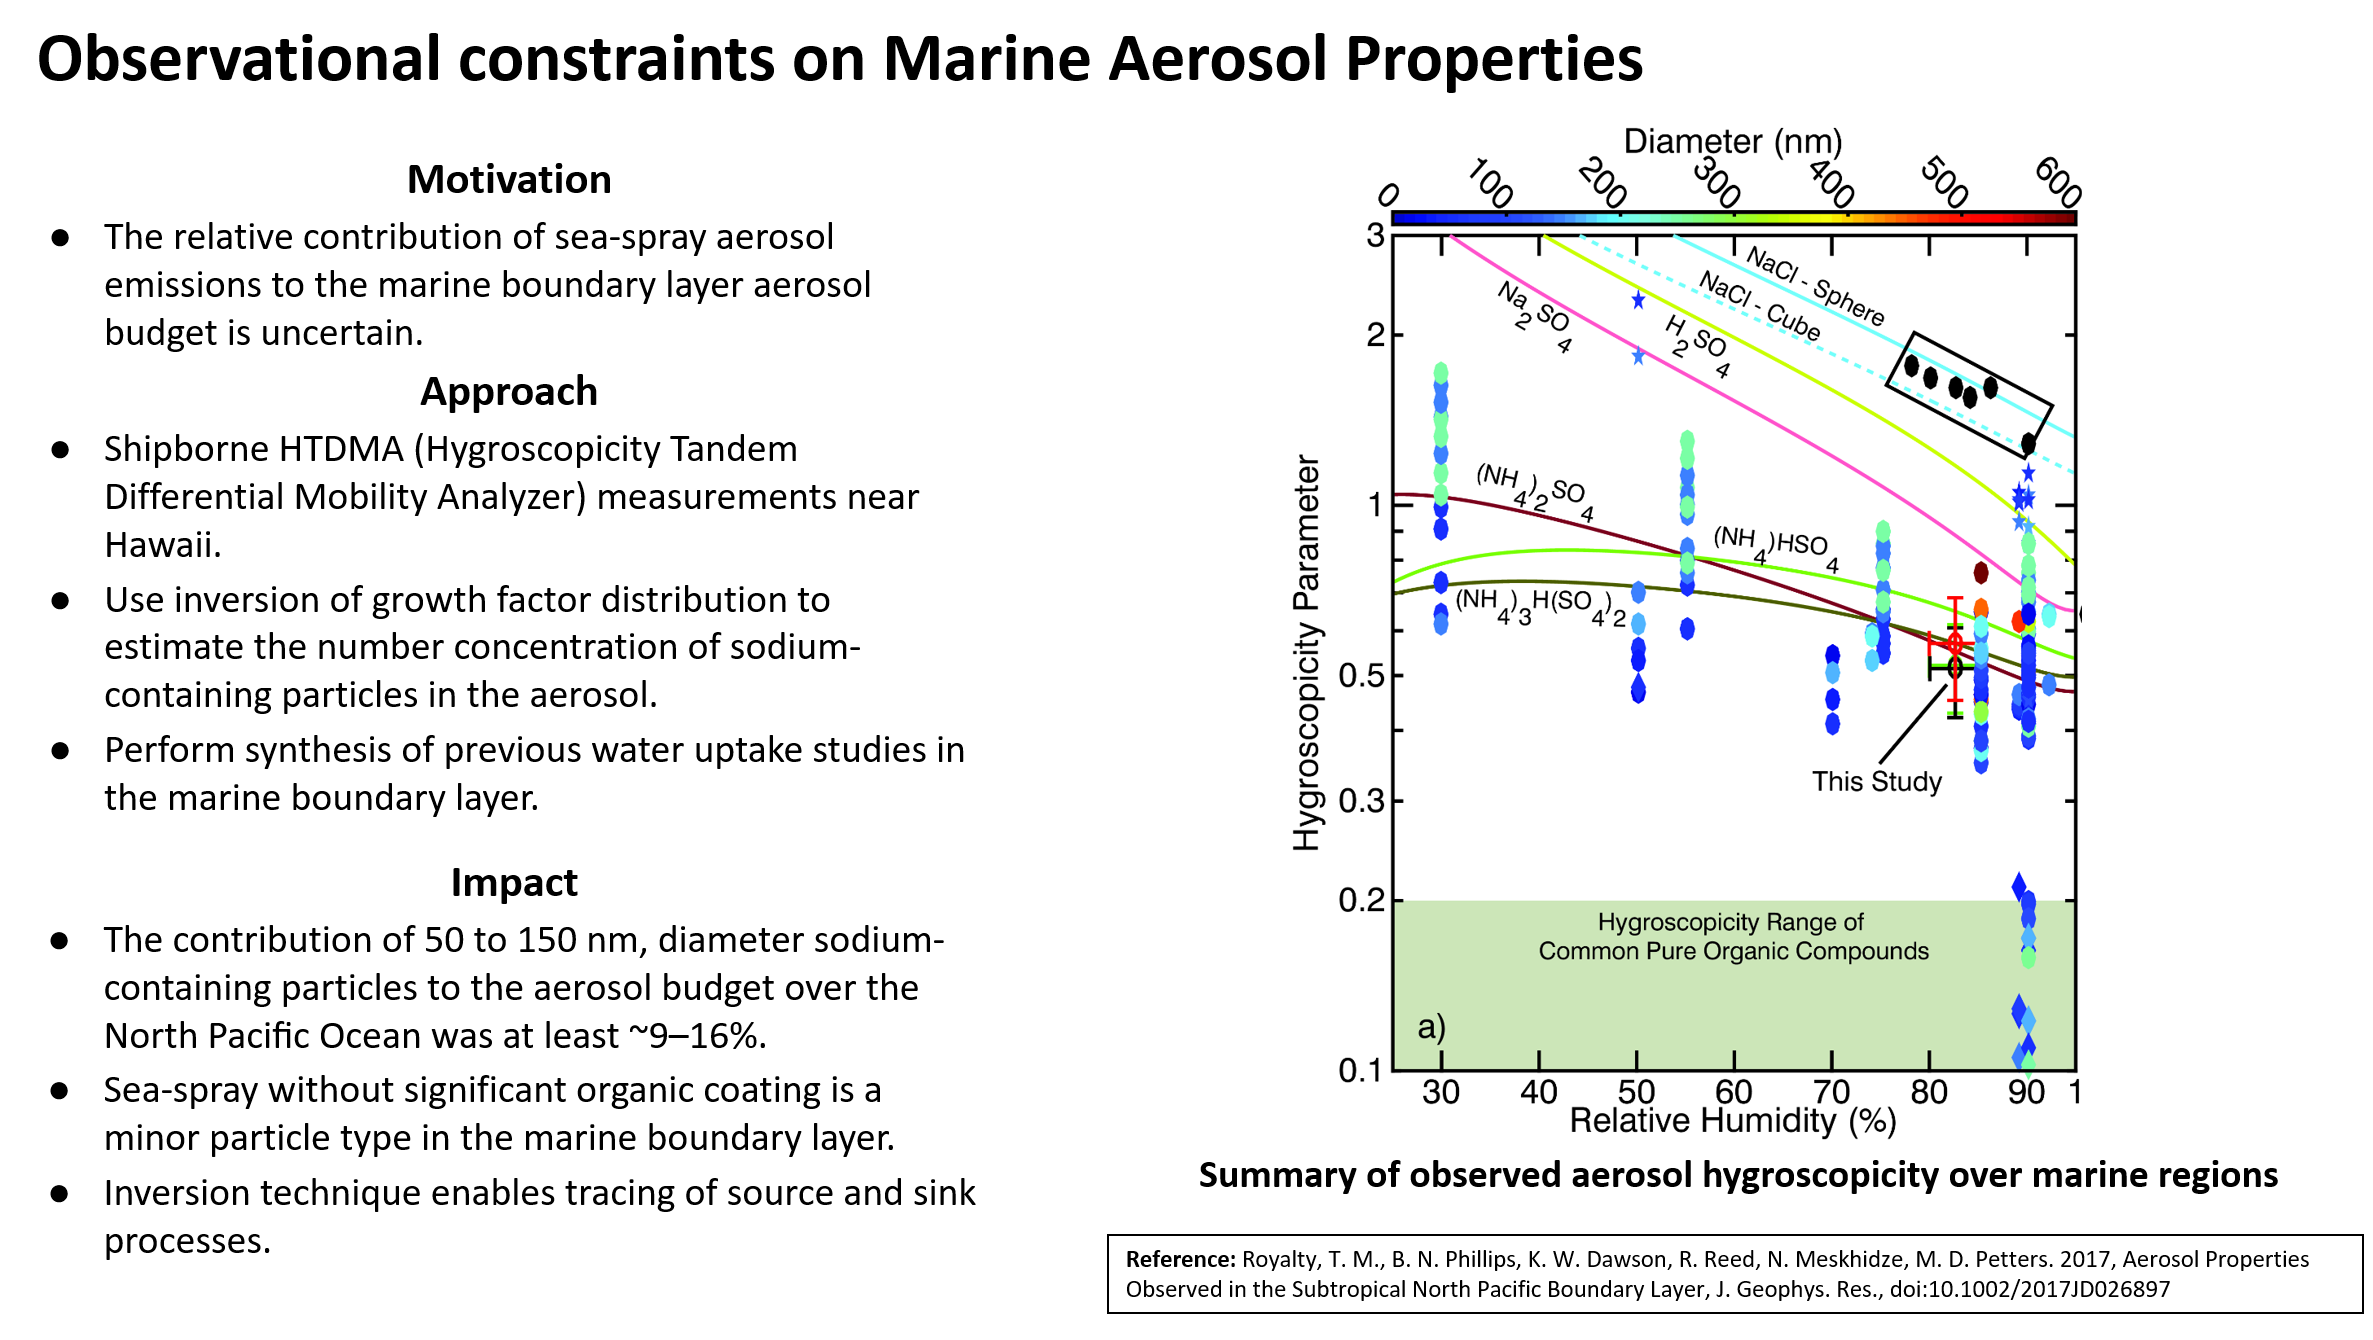 Observational constraints on Marine Aerosol Properties
Motivation
● The relative contribution of sea-spray aerosol
emissions to the marine boundary layer aerosol
budget is uncertain.
Approach
● Shipborne HTDMA (Hygroscopicity Tandem
Differential Mobility Analyzer) measurements near
Hawaii.
● Use inversion of growth factor distribution to
estimate the number concentration of sodium-
containing particles in the aerosol.
● Perform synthesis of previous water uptake studies in
the marine boundary layer.
Impact
● The contribution of 50 to 150 nm, diameter sodium-
containing particles to the aerosol budget over the
North Pacific Ocean was at least ~9–16%.
● Sea-spray without significant organic coating is a
minor particle type in the marine boundary layer.
● Inversion technique enables tracing of source and sink
processes.
Diameter (nm)
0 100 200 300 400 500 600
Hygroscopicity Parameter
3
2
1
0.5
0.3
0.2
0.1
NaCl - Sphere
NaCl - Cube
Na2SO4
H2SO4
(NH4)2SO4
(NH4)HSO4
(NH4)3H(SO4)2
This Study
Hygroscopicity Range of
Common Pure Organic Compounds
a)
30 40 50 60 70 80 90 1
Relative Humidity (%)
Summary of observed aerosol hygroscopicity over marine regions
Reference: Royalty, T. M., B. N. Phillips, K. W. Dawson, R. Reed, N. Meskhidze, M. D. Petters. 2017, Aerosol Properties
Observed in the Subtropical North Pacific Boundary Layer, J. Geophys. Res., doi:10.1002/2017JD026897